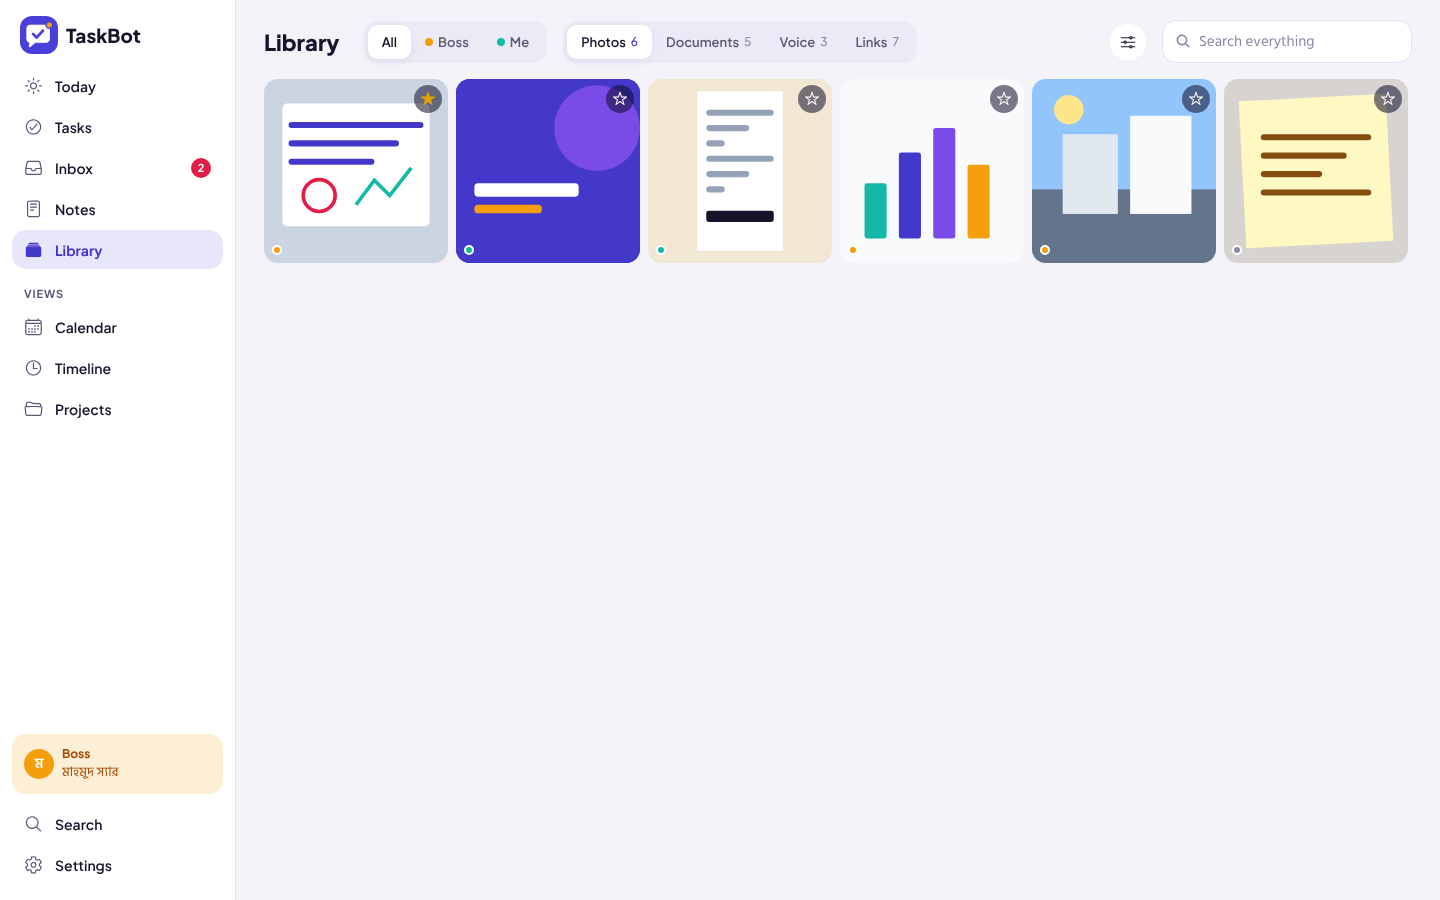 TaskBot
Today
Tasks
Inbox 2
Notes
Library
VIEWS
Calendar
Timeline
Projects
ম
Boss
মাহমুদ স্যার
Search
Settings
Library
All Boss Me
Photos 6 Documents 5 Voice 3 Links 7
Search everything